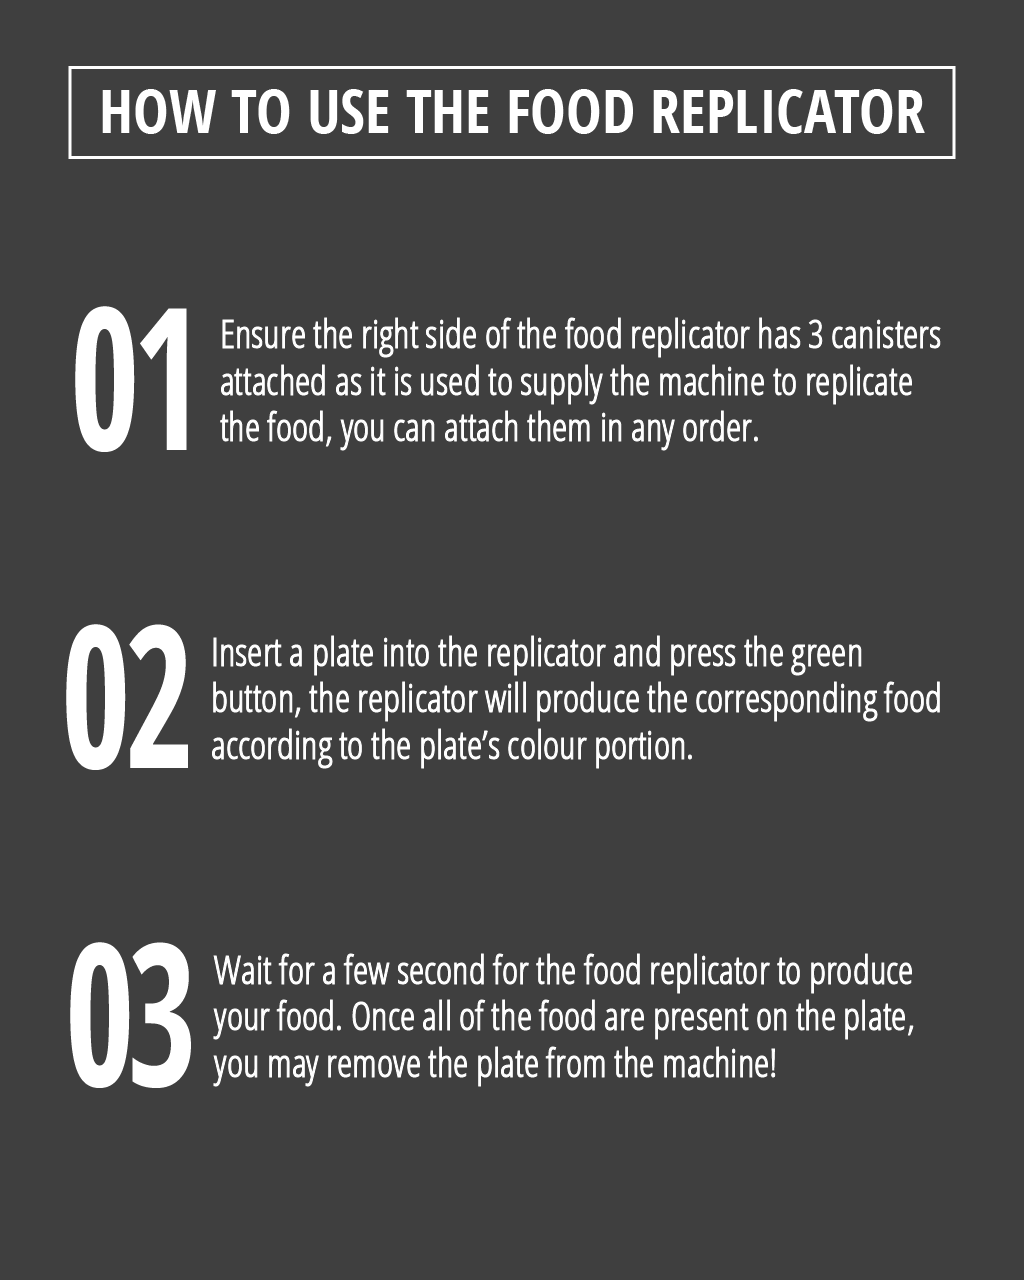 HOW TO USE THE FOOD REPLICATOR
01
Ensure the right side of the food replicator has 3 canisters
attached as it is used to supply the machine to replicate
the food, you can attach them in any order.
02
Insert a plate into the replicator and press the green
button, the replicator will produce the corresponding food
according to the plate’s colour portion.
03
Wait for a few second for the food replicator to produce
your food. Once all of the food are present on the plate,
you may remove the plate from the machine!